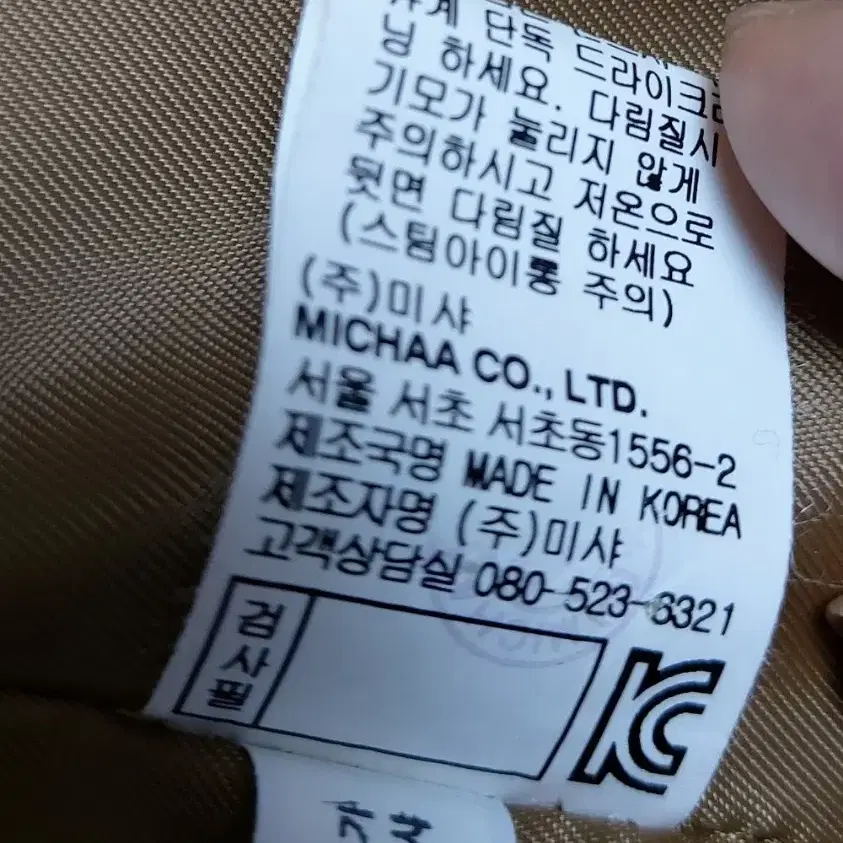 단독 드라이크
닝 하세요. 다림질시
기모가 눌리지 않게
주의하시고 저온으로
뒷면 다림질 하세요
(스팀아이롱 주의)
(주)미샤
MICHAA CO., LTD.
서울 서초 서초동1556-2
제조국명 MADE IN KOREA
제조자명 (주)미샤
고객상담실 080-523-6321
검사필
KC